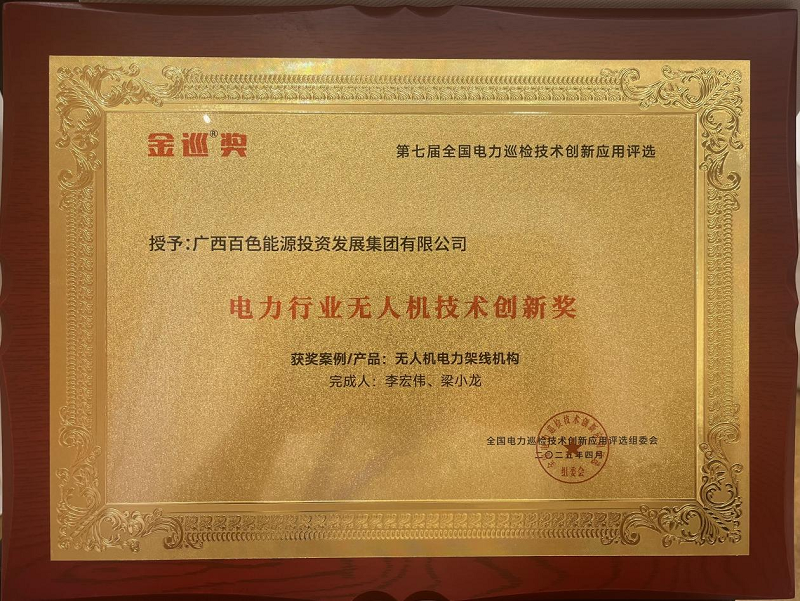 金巡®奖
第七届全国电力巡检技术创新应用评选
授予:广西百色能源投资发展集团有限公司
电力行业无人机技术创新奖
获奖案例/产品：无人机电力架线机构
完成人：李宏伟、梁小龙
全国电力巡检技术创新应用评选组委会
二〇二五年四月
组委会